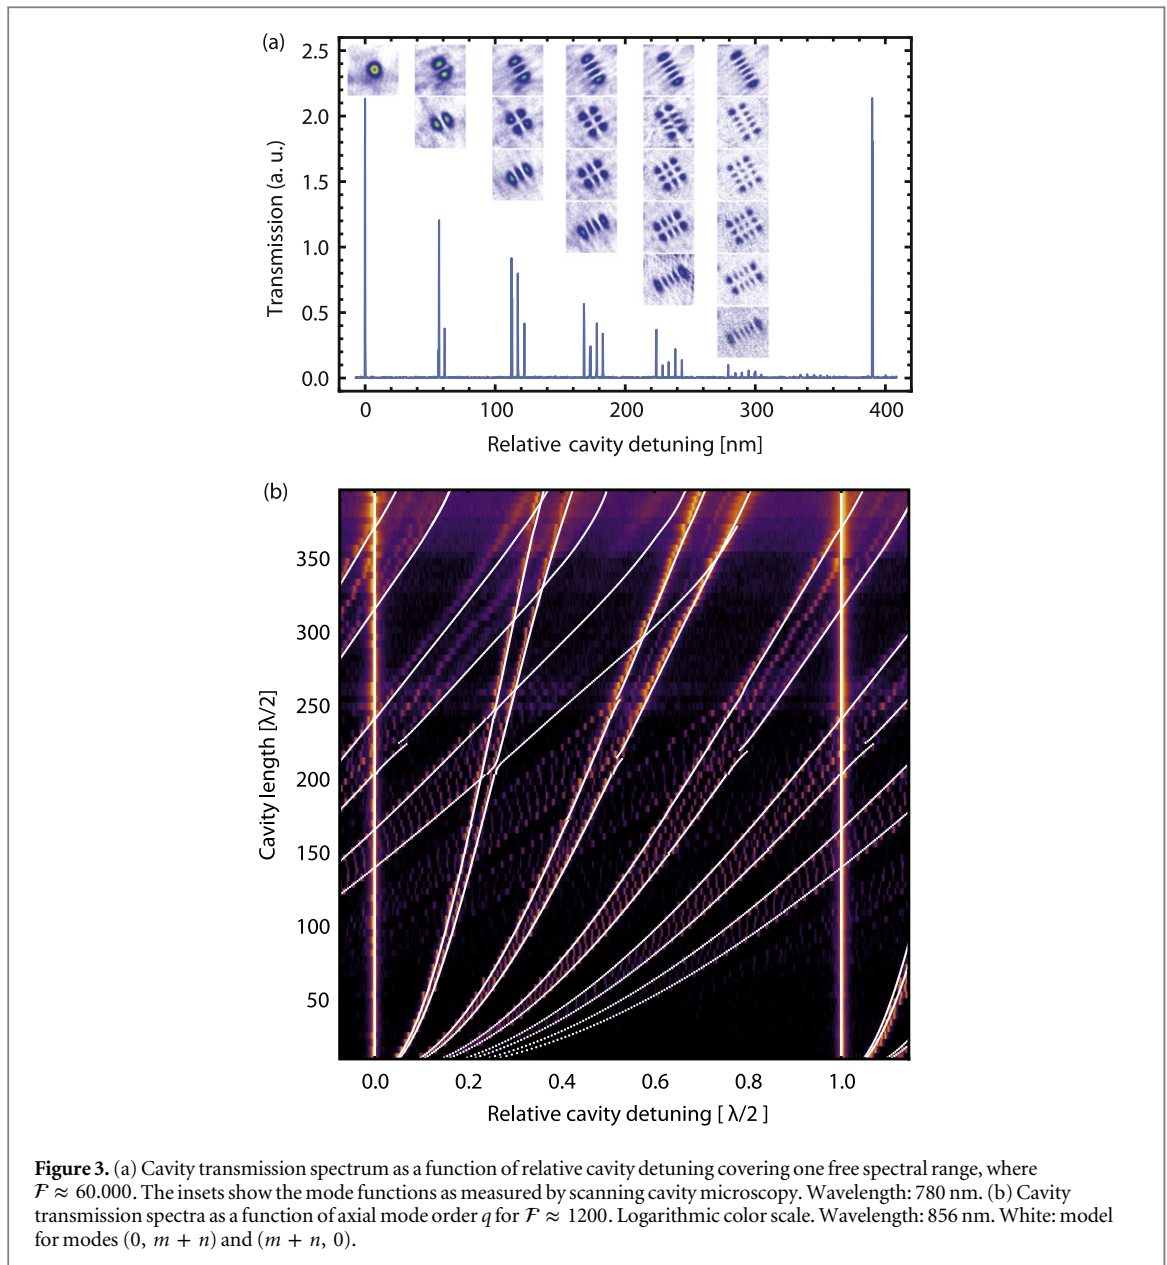 (a)
2.5
2.0
1.5
1.0
0.5
0.0
Transmission (a. u.)
0 100 200 300 400
Relative cavity detuning [nm]
(b)
350
300
250
200
150
100
50
Cavity length [λ/2]
0.0 0.2 0.4 0.6 0.8 1.0
Relative cavity detuning [ λ/2 ]
Figure 3. (a) Cavity transmission spectrum as a function of relative cavity detuning covering one free spectral range, where
ℱ ≈ 60.000. The insets show the mode functions as measured by scanning cavity microscopy. Wavelength: 780 nm. (b) Cavity
transmission spectra as a function of axial mode order q for ℱ ≈ 1200. Logarithmic color scale. Wavelength: 856 nm. White: model
for modes (0, m + n) and (m + n, 0).